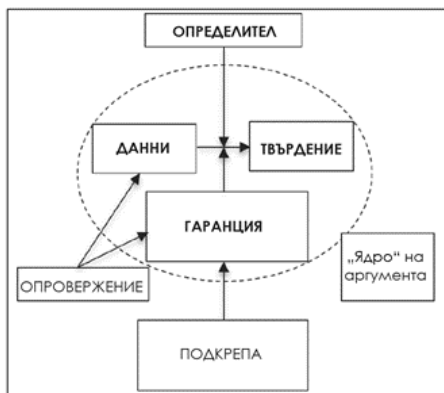 ОПРЕДЕЛИТЕЛ
ДАННИ
ТВЪРДЕНИЕ
ГАРАНЦИЯ
ОПРОВЕРЖЕНИЕ
„Ядро“ на
аргумента
ПОДКРЕПА